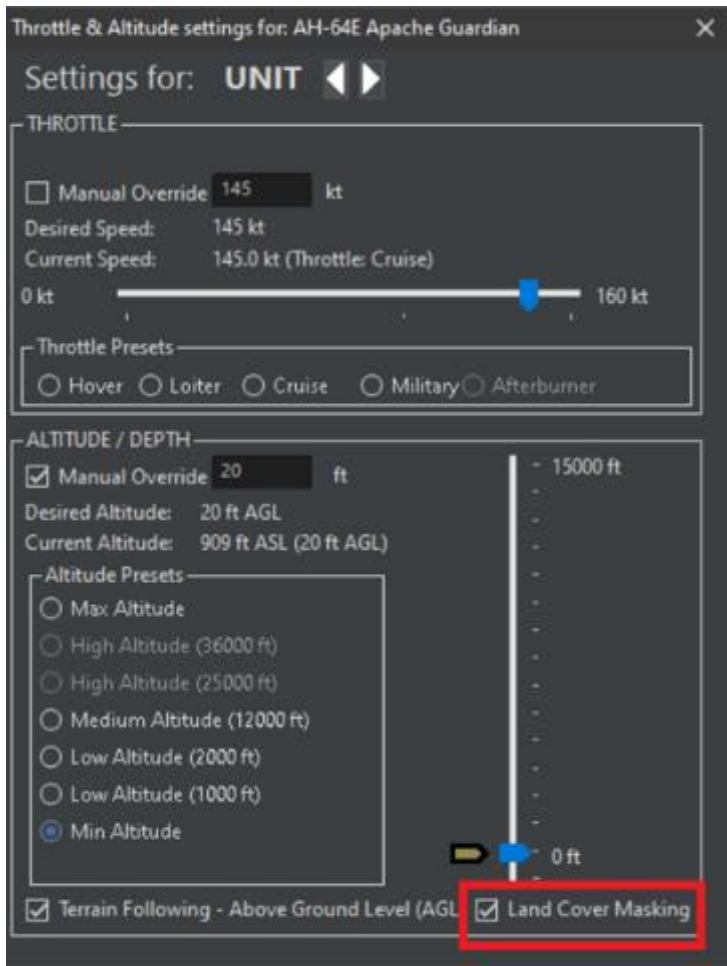 Throttle & Altitude settings for: AH-64E Apache Guardian
Settings for: UNIT
THROTTLE
Manual Override 145 kt
Desired Speed: 145 kt
Current Speed: 145.0 kt (Throttle: Cruise)
0 kt 160 kt
Throttle Presets
Hover Loiter Cruise Military Afterburner
ALTITUDE / DEPTH
Manual Override 20 ft 15000 ft
Desired Altitude: 20 ft AGL
Current Altitude: 909 ft ASL (20 ft AGL)
Altitude Presets
Max Altitude
High Altitude (36000 ft)
High Altitude (25000 ft)
Medium Altitude (12000 ft)
Low Altitude (2000 ft)
Low Altitude (1000 ft)
Min Altitude
0 ft
Terrain Following - Above Ground Level (AGL Land Cover Masking